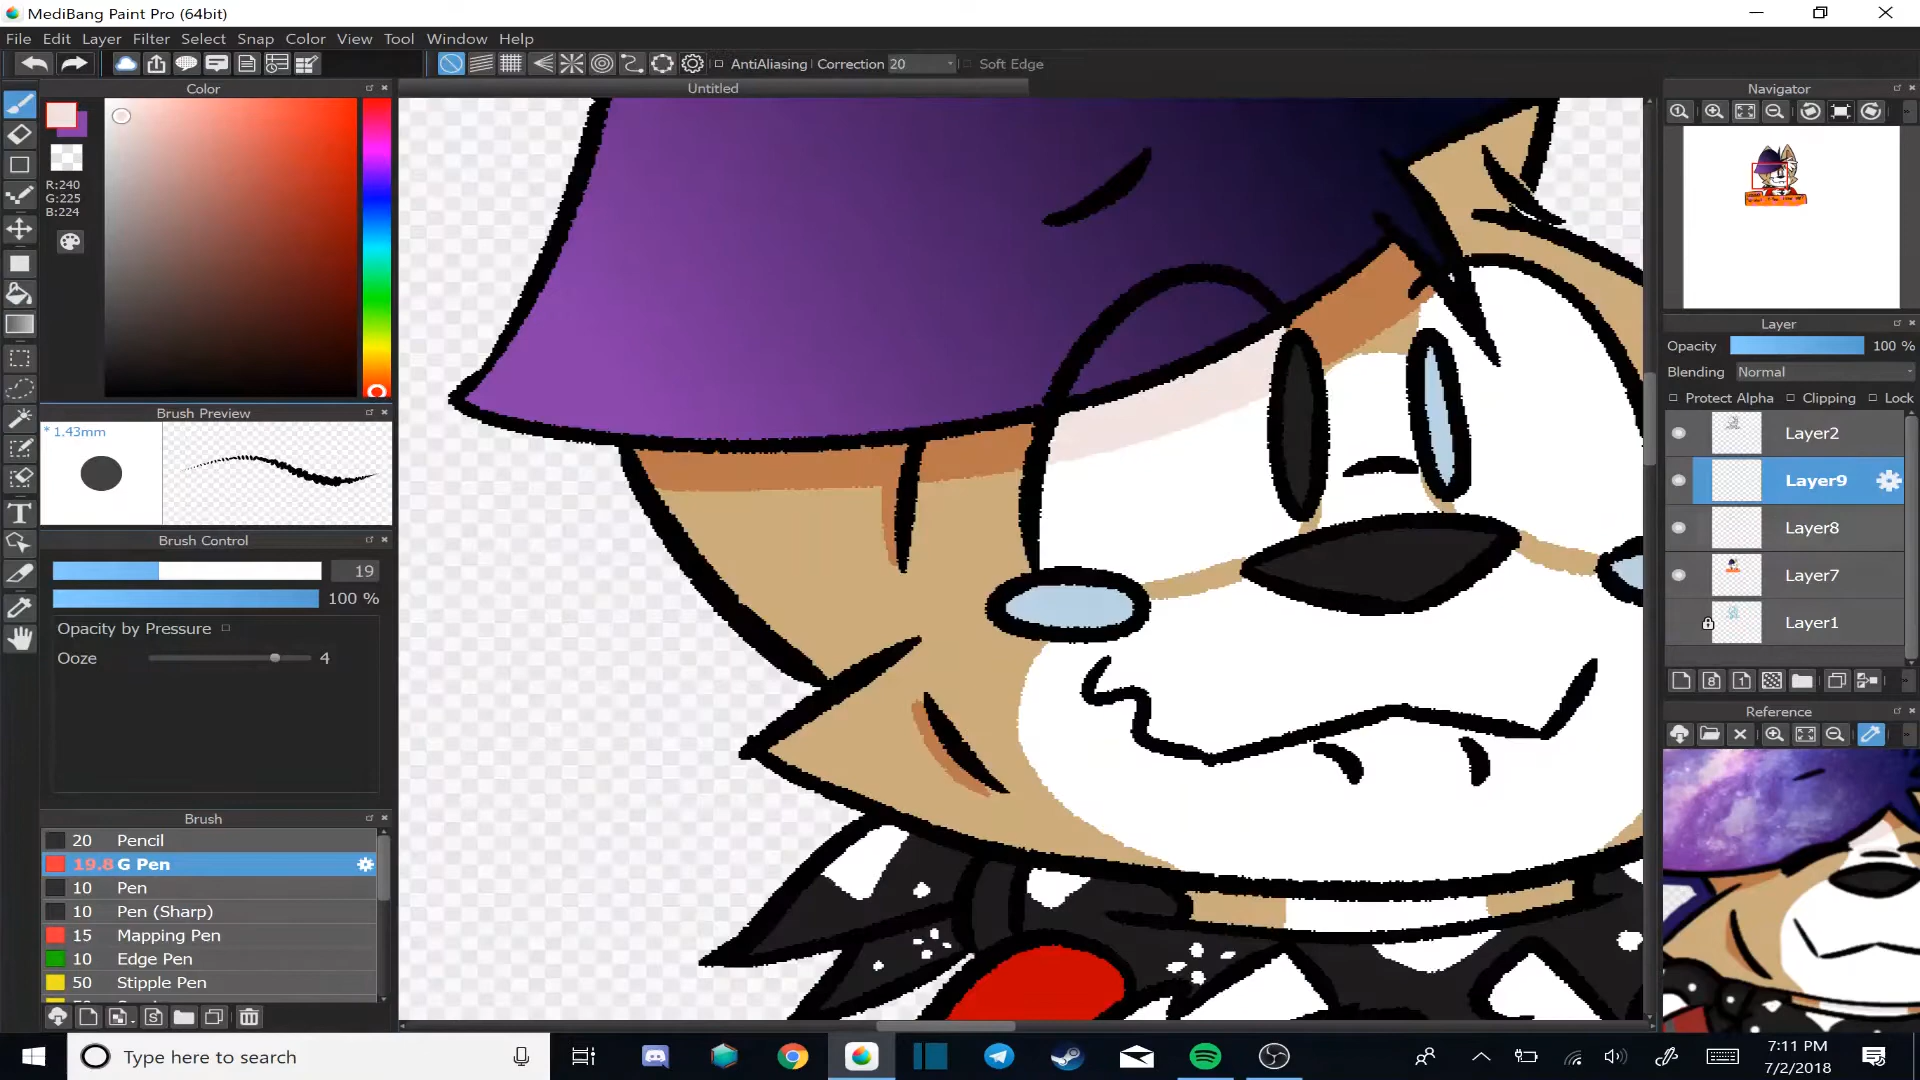 MediBang Paint Pro (64bit)
File Edit Layer Filter Select Snap Color View Tool Window Help
AntiAliasing Correction 20 Soft Edge
Color
Untitled
Navigator
R:240
G:225
B:224
Layer
Opacity 100 %
Blending Normal
Protect Alpha Clipping Lock
Brush Preview
* 1.43mm
Layer2
Layer9
Layer8
Layer7
Layer1
Brush Control
19
100 %
Opacity by Pressure
Ooze 4
Reference
Brush
20 Pencil
19.8 G Pen
10 Pen
10 Pen (Sharp)
15 Mapping Pen
10 Edge Pen
50 Stipple Pen
Type here to search
7:11 PM
7/2/2018